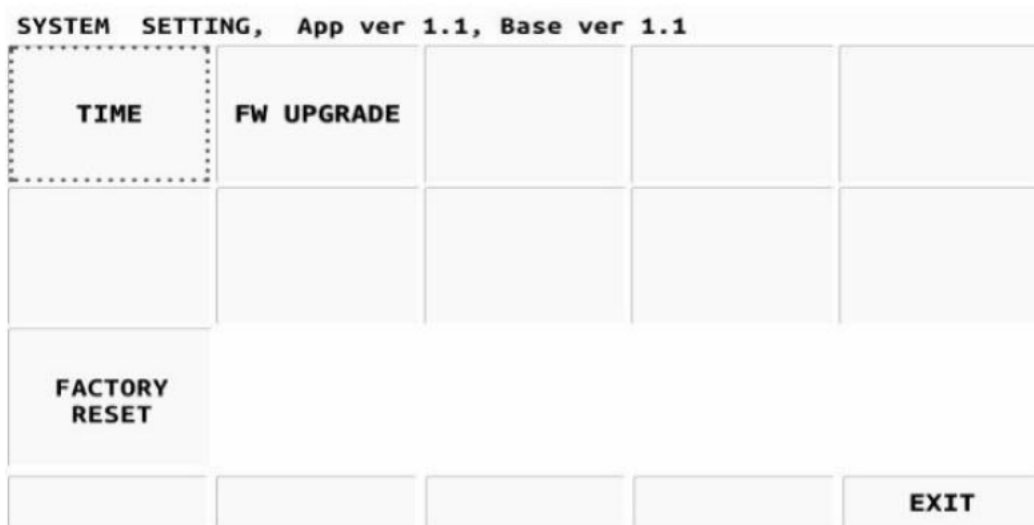 SYSTEM SETTING, App ver 1.1, Base ver 1.1
TIME
FW UPGRADE
FACTORY
RESET
EXIT